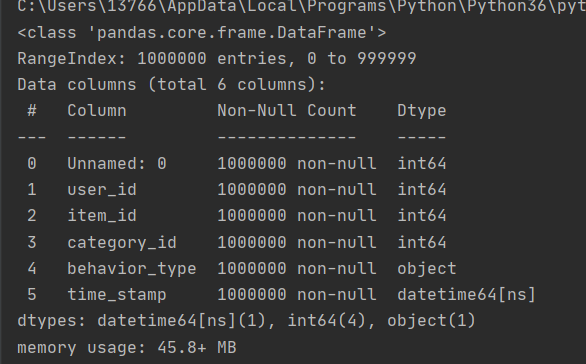 C:\Users\13766\AppData\Local\Programs\Python\Python36\pyt
<class 'pandas.core.frame.DataFrame'>
RangeIndex: 1000000 entries, 0 to 999999
Data columns (total 6 columns):
 #   Column         Non-Null Count    Dtype
---  ------         --------------    -----
 0   Unnamed: 0     1000000 non-null  int64
 1   user_id        1000000 non-null  int64
 2   item_id        1000000 non-null  int64
 3   category_id    1000000 non-null  int64
 4   behavior_type  1000000 non-null  object
 5   time_stamp     1000000 non-null  datetime64[ns]
dtypes: datetime64[ns](1), int64(4), object(1)
memory usage: 45.8+ MB